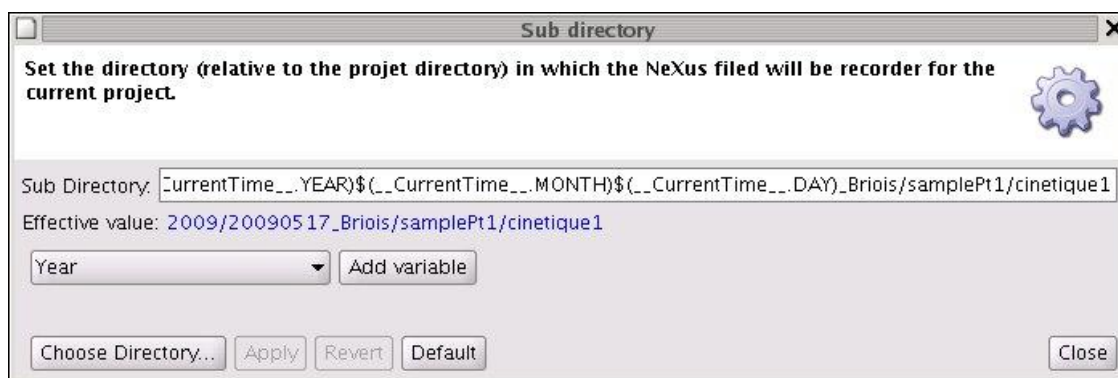 Sub directory
Set the directory (relative to the projet directory) in which the NeXus filed will be recorder for the
current project.
Sub Directory: CurrentTime__.YEAR)$(__CurrentTime__.MONTH)$(__CurrentTime__.DAY)_Briois/samplePt1/cinetique1
Effective value: 2009/20090517_Briois/samplePt1/cinetique1
Year Add variable
Choose Directory... Apply Revert Default Close